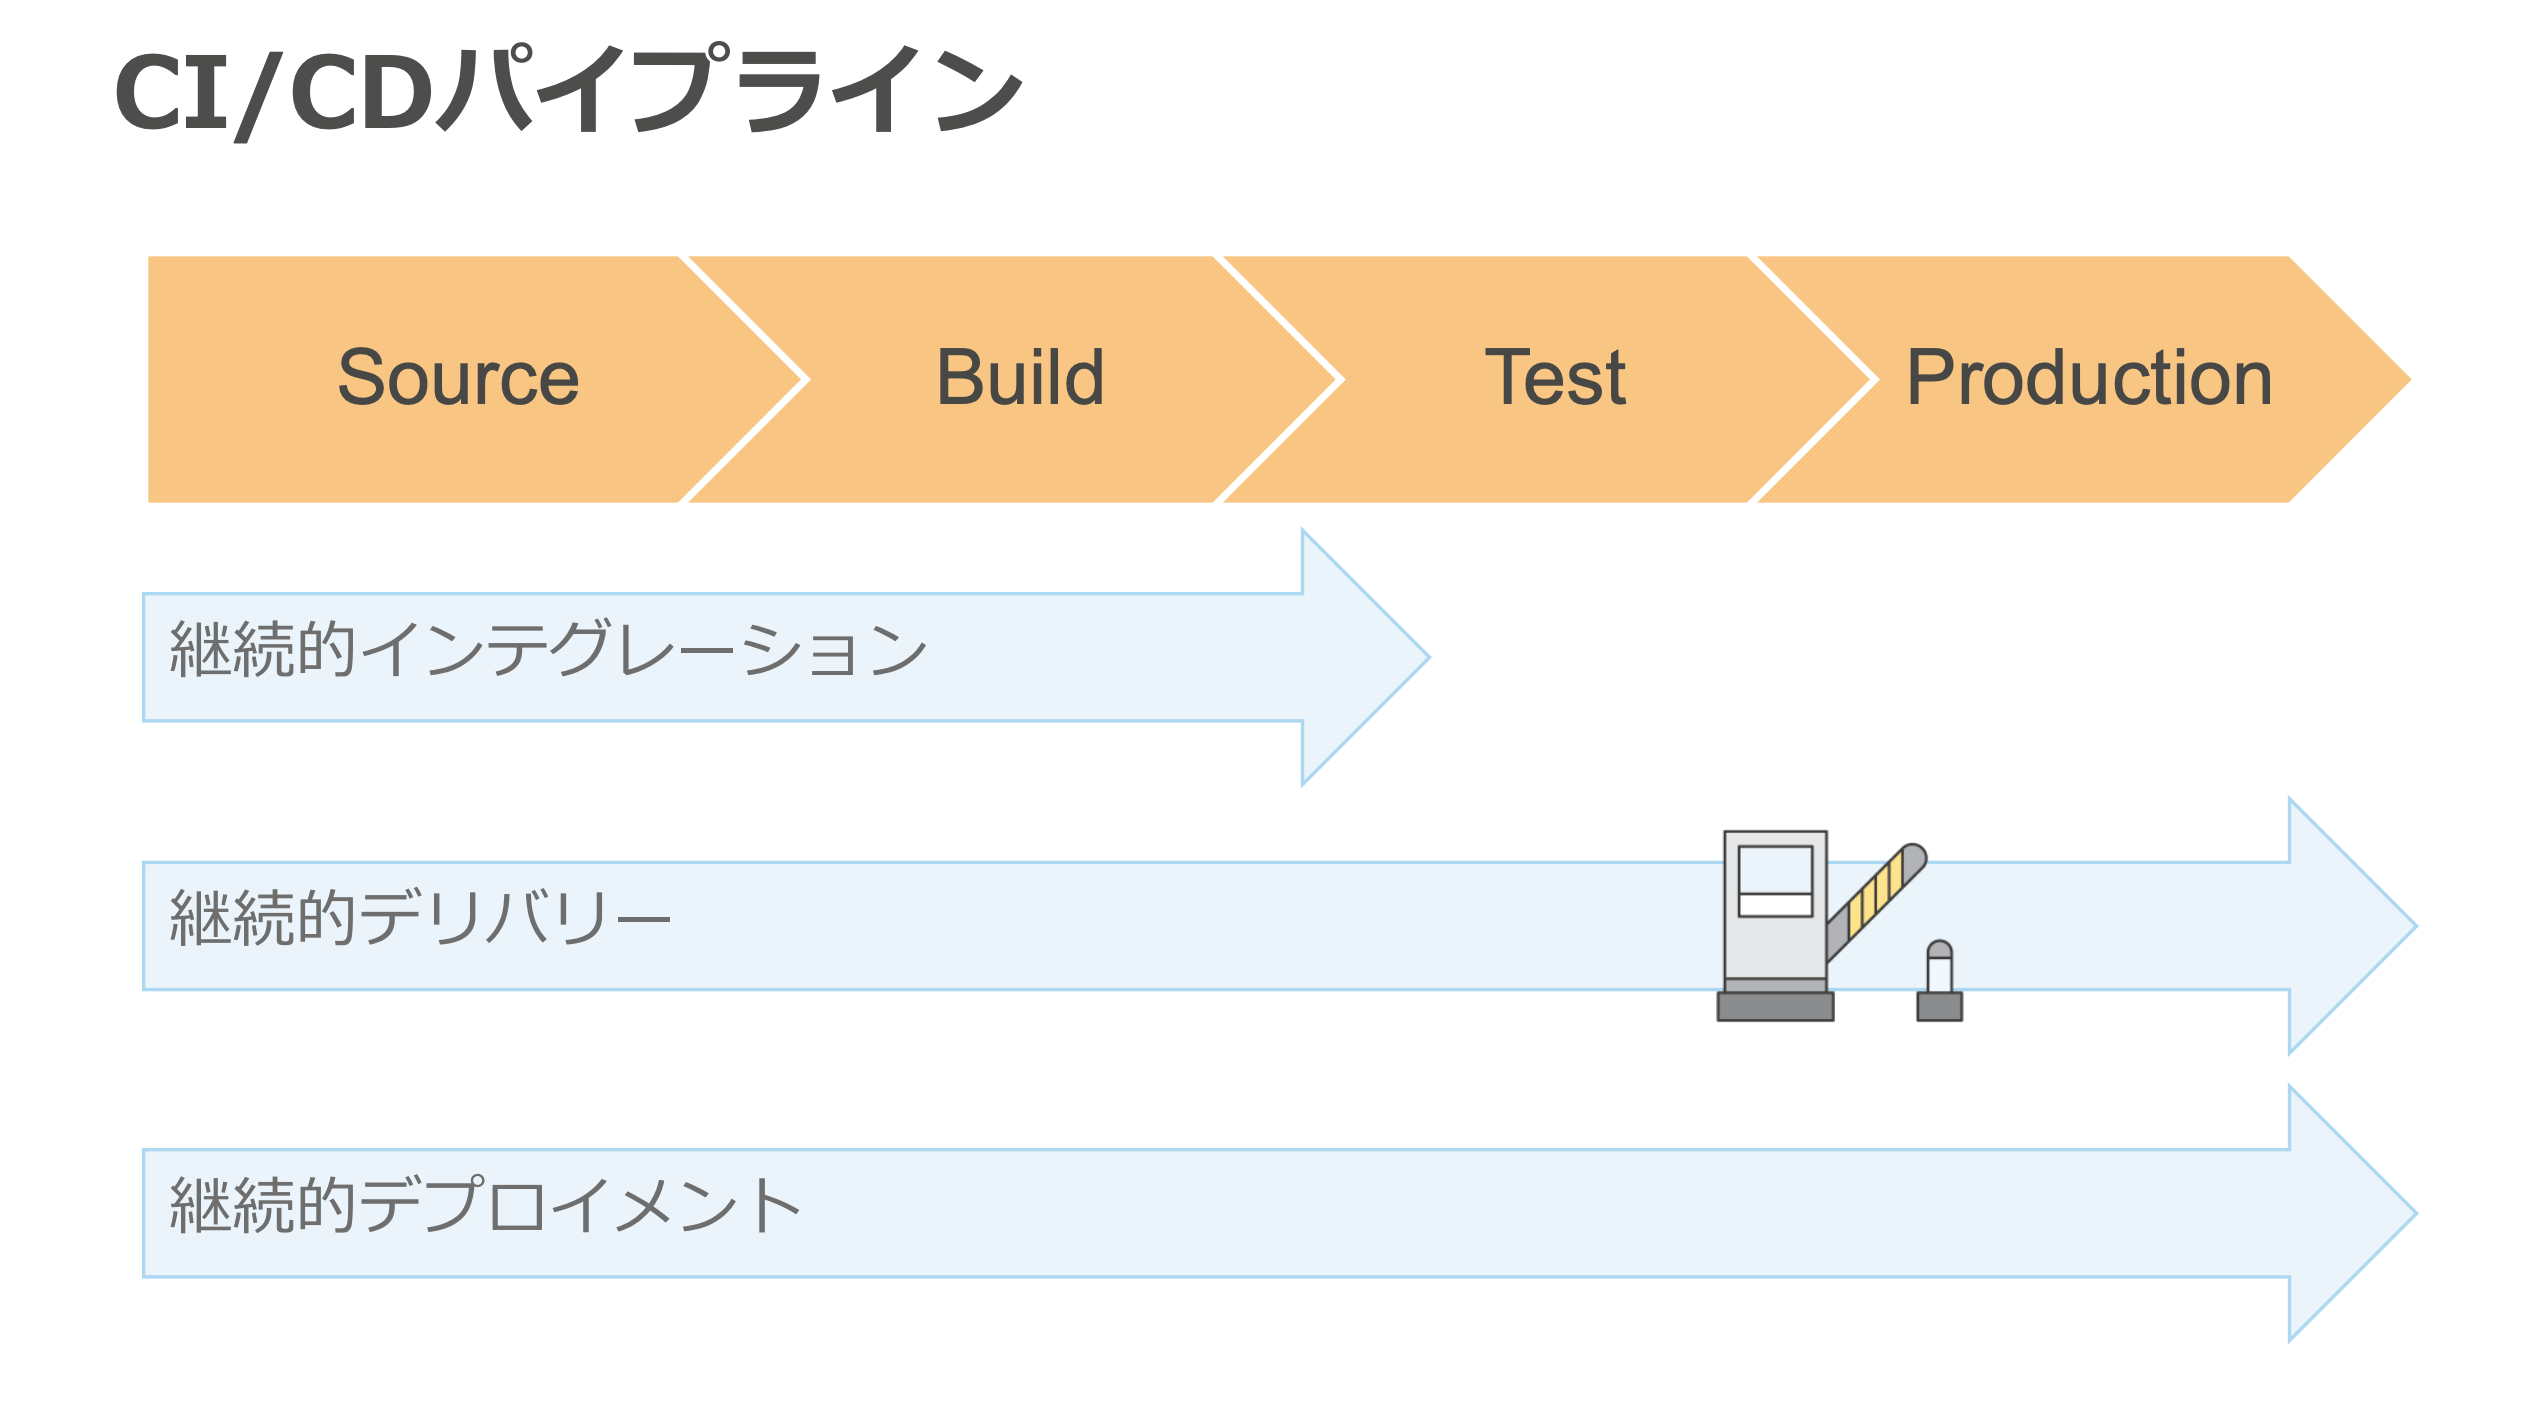 CI/CDパイプライン
Source
Build
Test
Production
継続的インテグレーション
継続的デリバリー
継続的デプロイメント